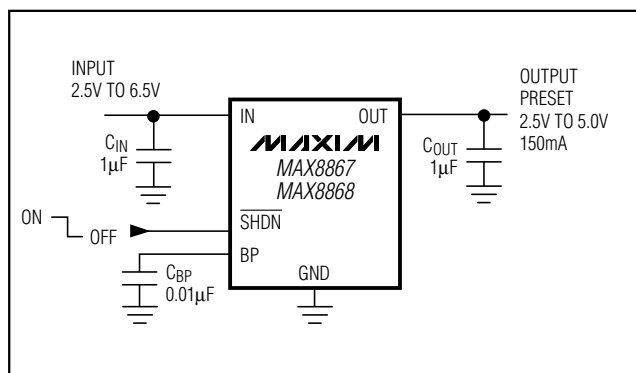 INPUT
2.5V TO 6.5V
OUTPUT
PRESET
2.5V TO 5.0V
150mA
IN
OUT
MAXIM
MAX8867
MAX8868
CIN
1µF
COUT
1µF
ON
OFF
SHDN
BP
GND
CBP
0.01µF